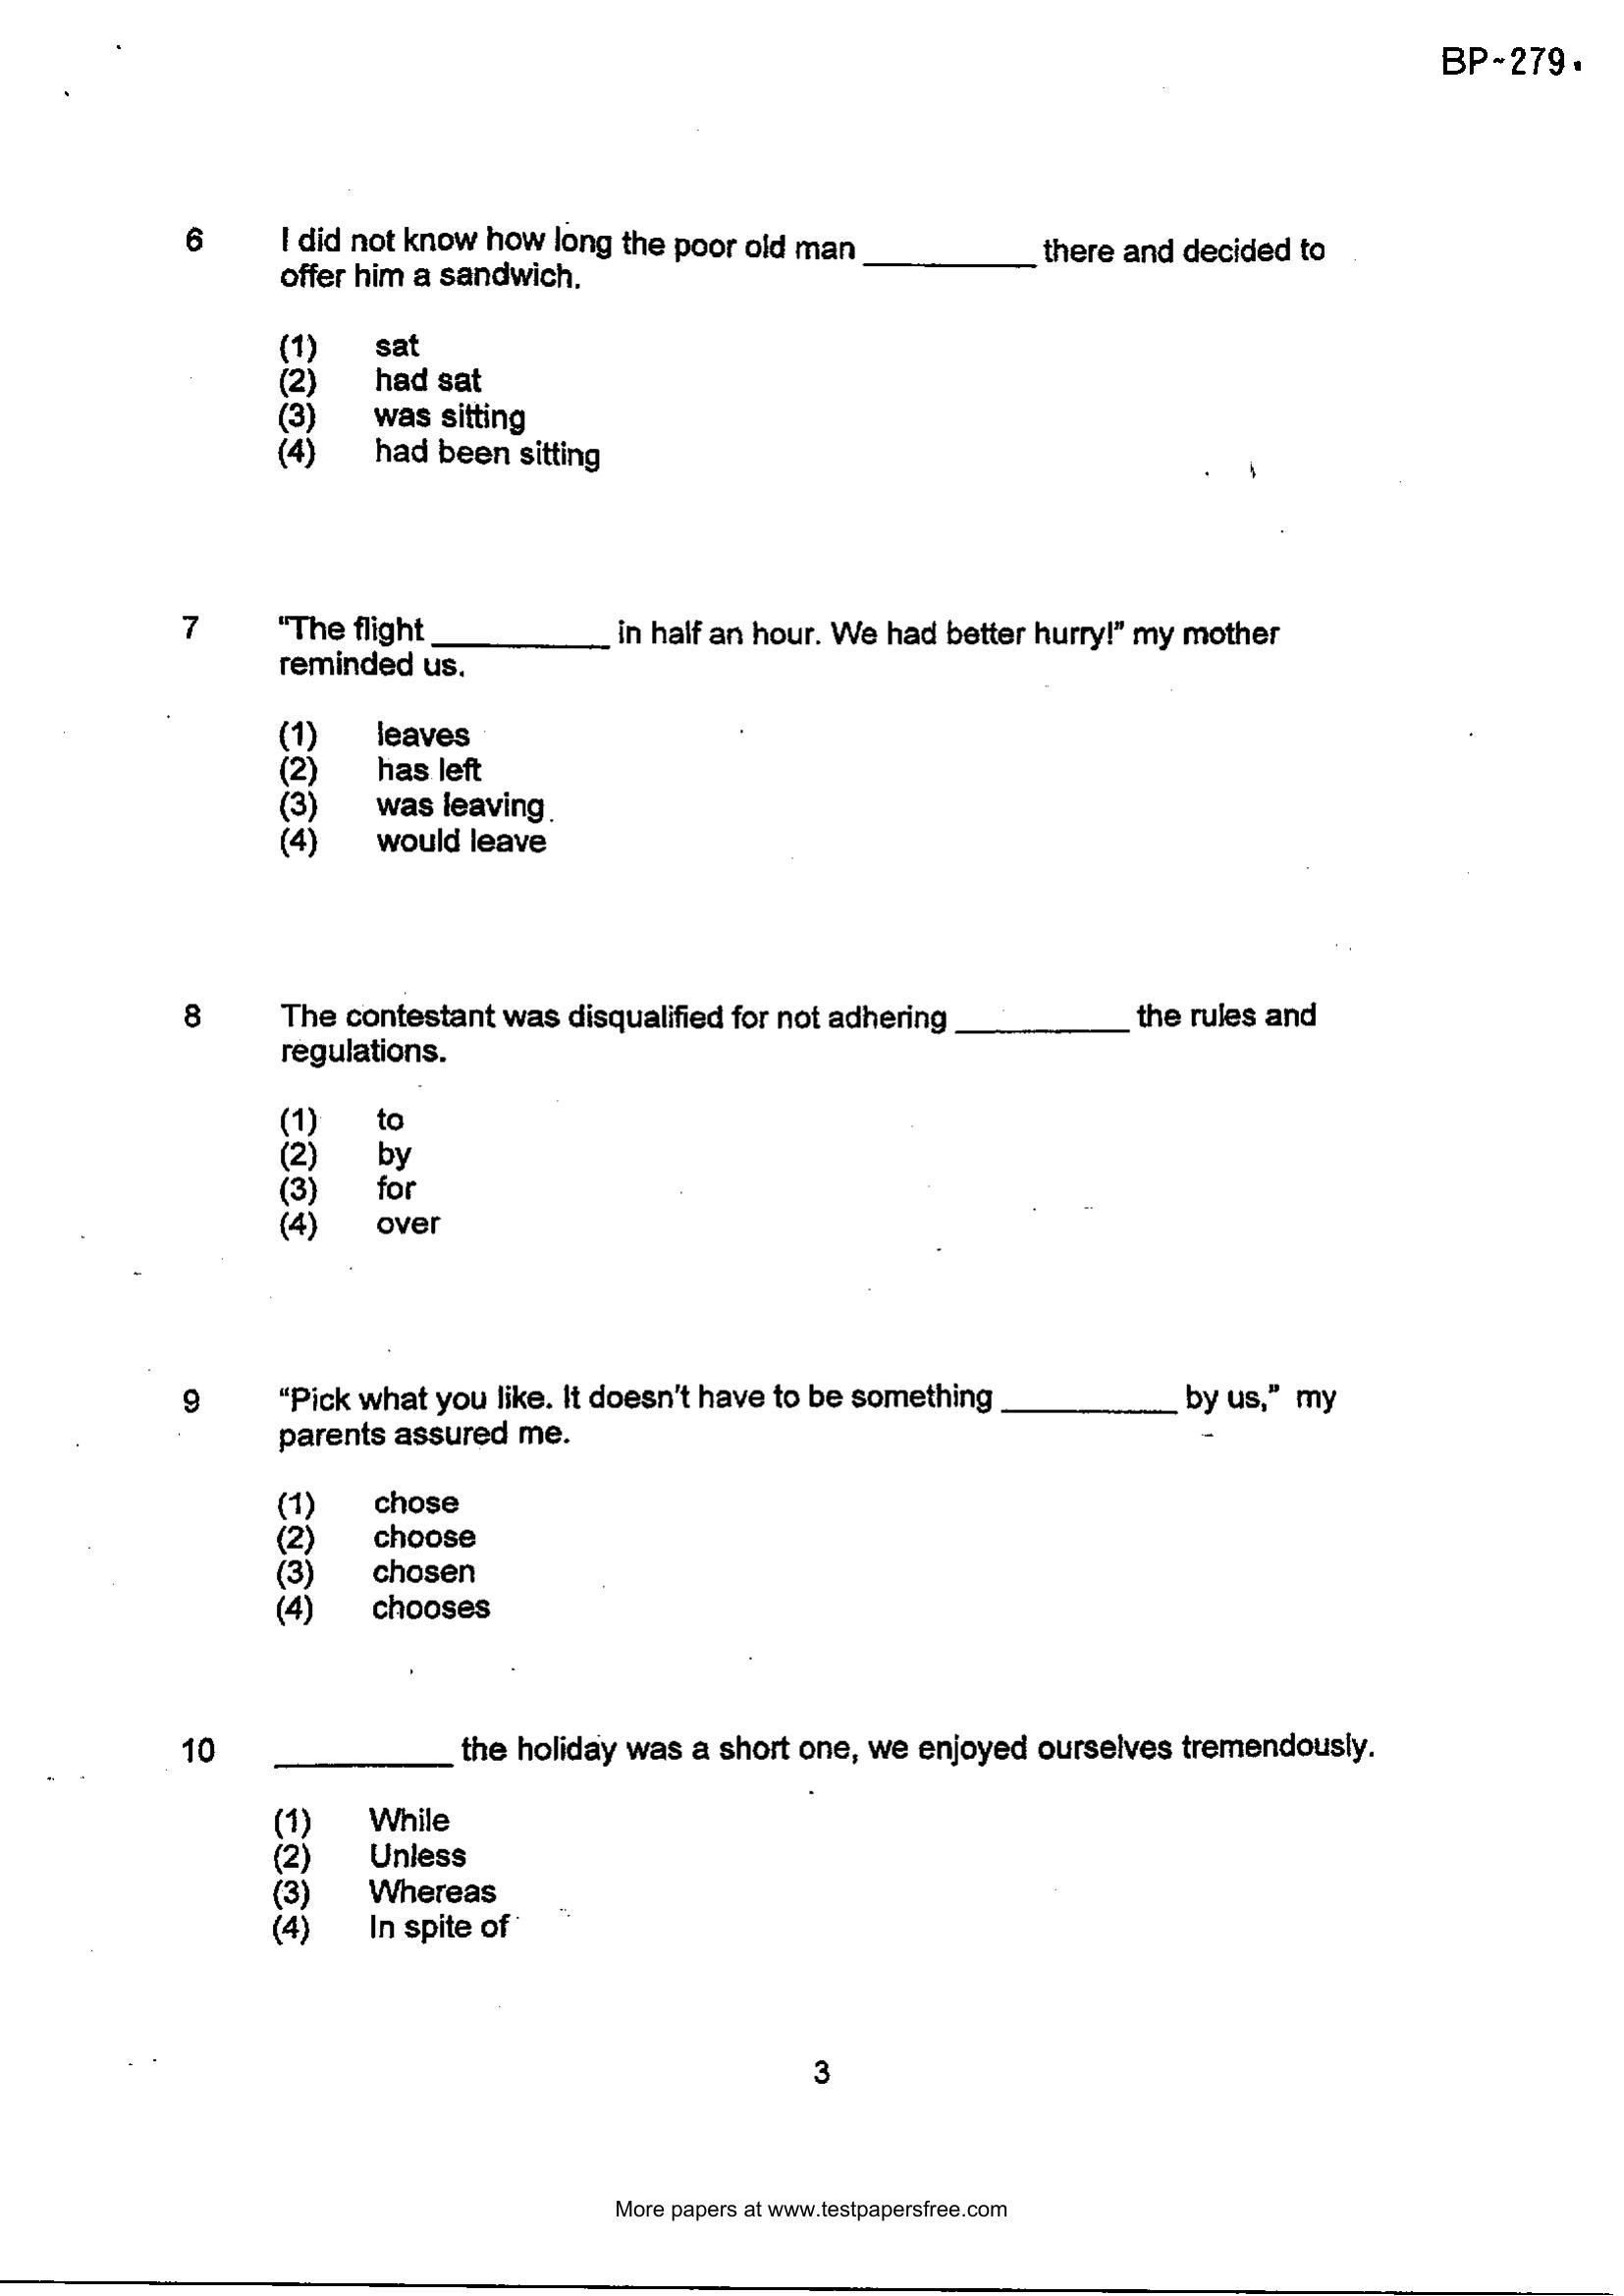 BP-279
6 I did not know how long the poor old man __________ there and decided to
offer him a sandwich.
(1) sat
(2) had sat
(3) was sitting
(4) had been sitting
7 "The flight __________ in half an hour. We had better hurry!" my mother
reminded us.
(1) leaves
(2) has left
(3) was leaving
(4) would leave
8 The contestant was disqualified for not adhering __________ the rules and
regulations.
(1) to
(2) by
(3) for
(4) over
9 "Pick what you like. It doesn't have to be something __________ by us," my
parents assured me.
(1) chose
(2) choose
(3) chosen
(4) chooses
10 __________ the holiday was a short one, we enjoyed ourselves tremendously.
(1) While
(2) Unless
(3) Whereas
(4) In spite of
3
More papers at www.testpapersfree.com